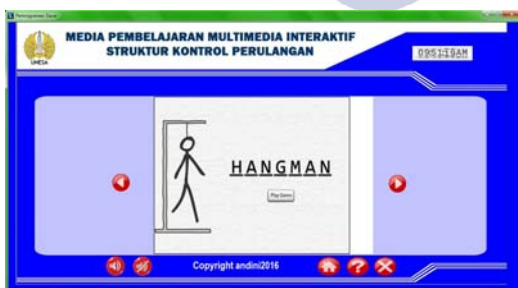 MEDIA PEMBELAJARAN MULTIMEDIA INTERAKTIF
STRUKTUR KONTROL PERULANGAN
UNESA
HANGMAN
Play Game
Copyright andini2016